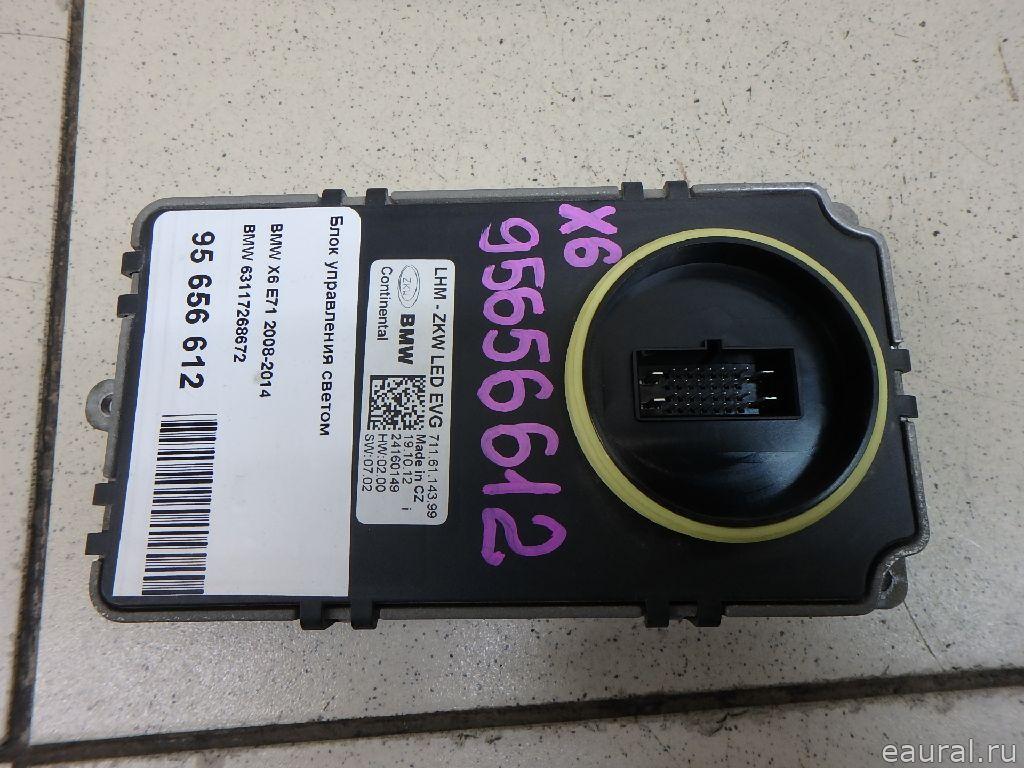 Блок управления светом
BMW X6 E71 2008-2014
BMW 63117268672
95 656 612
LHM - ZKW LED EVG 711.61.143.99
ZKW BMW
Continental
Made in CZ
19.10.12 i
24160149
HW:02.00
SW:07.02
X6
95656612
eaural.ru